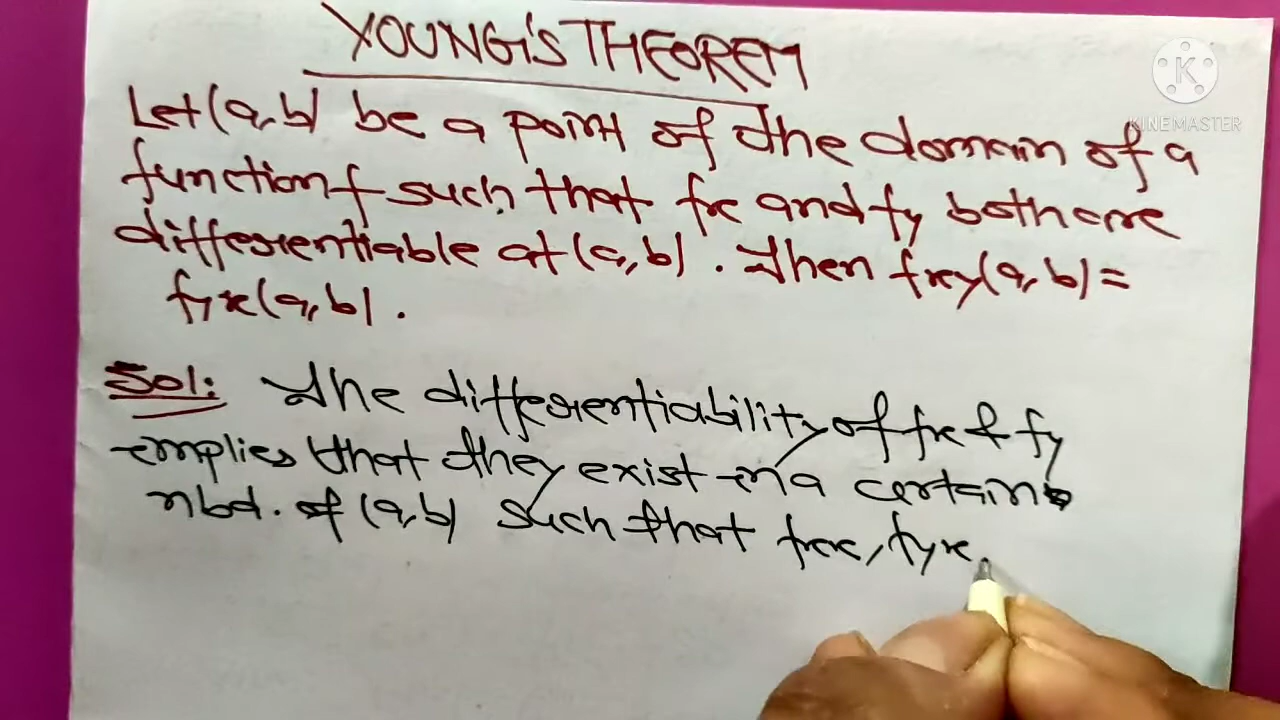 YOUNG'S THEOREM
K
KINEMASTER
Let (a,b) be a point of the domain of a
function f such that fx and fy both are
differentiable at (a,b). Then fxy(a,b) =
fyx(a,b).
Sol: The differentiability of fx & fy
implies that they exist in a certain
nbd. of (a,b) such that fxx, fyx,